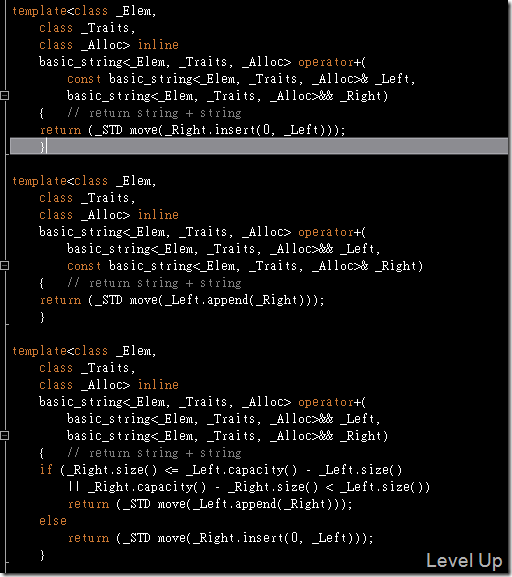 template<class _Elem,
    class _Traits,
    class _Alloc> inline
    basic_string<_Elem, _Traits, _Alloc> operator+(
        const basic_string<_Elem, _Traits, _Alloc>& _Left,
        basic_string<_Elem, _Traits, _Alloc>&& _Right)
    {   // return string + string
    return (_STD move(_Right.insert(0, _Left)));
    }
template<class _Elem,
    class _Traits,
    class _Alloc> inline
    basic_string<_Elem, _Traits, _Alloc> operator+(
        basic_string<_Elem, _Traits, _Alloc>&& _Left,
        const basic_string<_Elem, _Traits, _Alloc>& _Right)
    {   // return string + string
    return (_STD move(_Left.append(_Right)));
    }
template<class _Elem,
    class _Traits,
    class _Alloc> inline
    basic_string<_Elem, _Traits, _Alloc> operator+(
        basic_string<_Elem, _Traits, _Alloc>&& _Left,
        basic_string<_Elem, _Traits, _Alloc>&& _Right)
    {   // return string + string
    if (_Right.size() <= _Left.capacity() - _Left.size()
        || _Right.capacity() - _Right.size() < _Left.size())
        return (_STD move(_Left.append(_Right)));
    else
        return (_STD move(_Right.insert(0, _Left)));
    }
Level Up